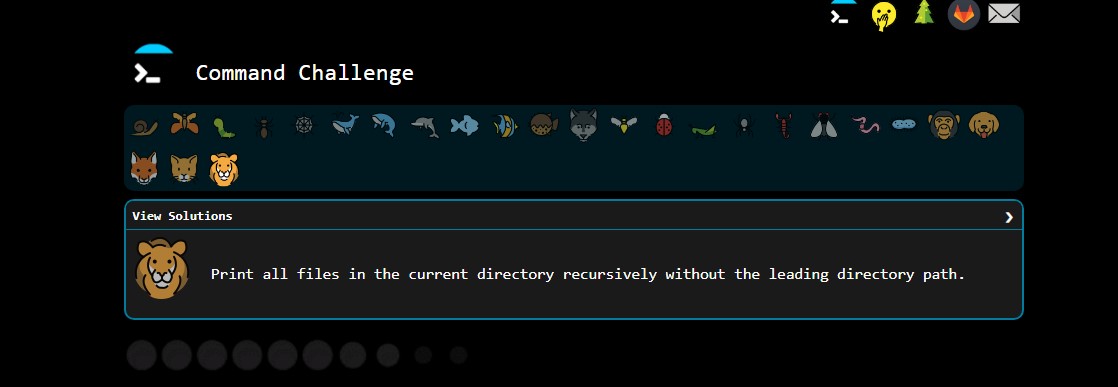 Command Challenge
View Solutions
Print all files in the current directory recursively without the leading directory path.